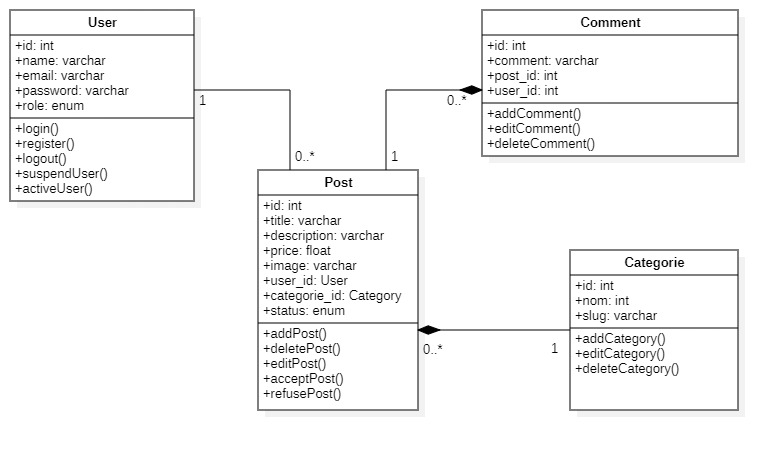 User
+id: int
+name: varchar
+email: varchar
+password: varchar
+role: enum
+login()
+register()
+logout()
+suspendUser()
+activeUser()
1
0..*
Comment
+id: int
+comment: varchar
+post_id: int
+user_id: int
+addComment()
+editComment()
+deleteComment()
0..*
1
Post
+id: int
+title: varchar
+description: varchar
+price: float
+image: varchar
+user_id: User
+categorie_id: Category
+status: enum
+addPost()
+deletePost()
+editPost()
+acceptPost()
+refusePost()
0..*
1
Categorie
+id: int
+nom: int
+slug: varchar
+addCategory()
+editCategory()
+deleteCategory()